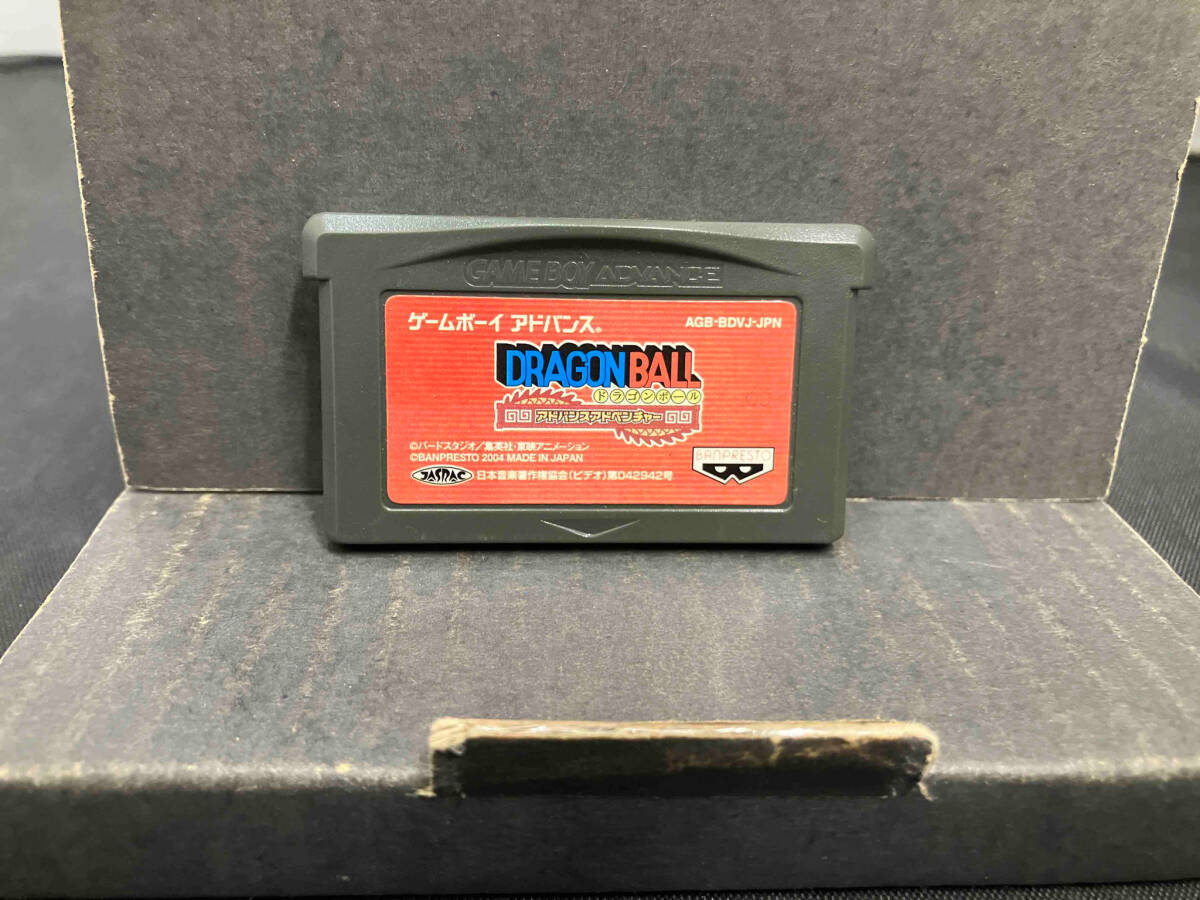 GAME BOY ADVANCE
ゲームボーイ アドバンス®
AGB-BDVJ-JPN
DRAGON BALL
ドラゴンボール
アドバンスアドベンチャー
©バードスタジオ/集英社・東映アニメーション
©BANPRESTO 2004 MADE IN JAPAN
BANPRESTO
JASRAC 日本音楽著作権協会(ビデオ)第042942号